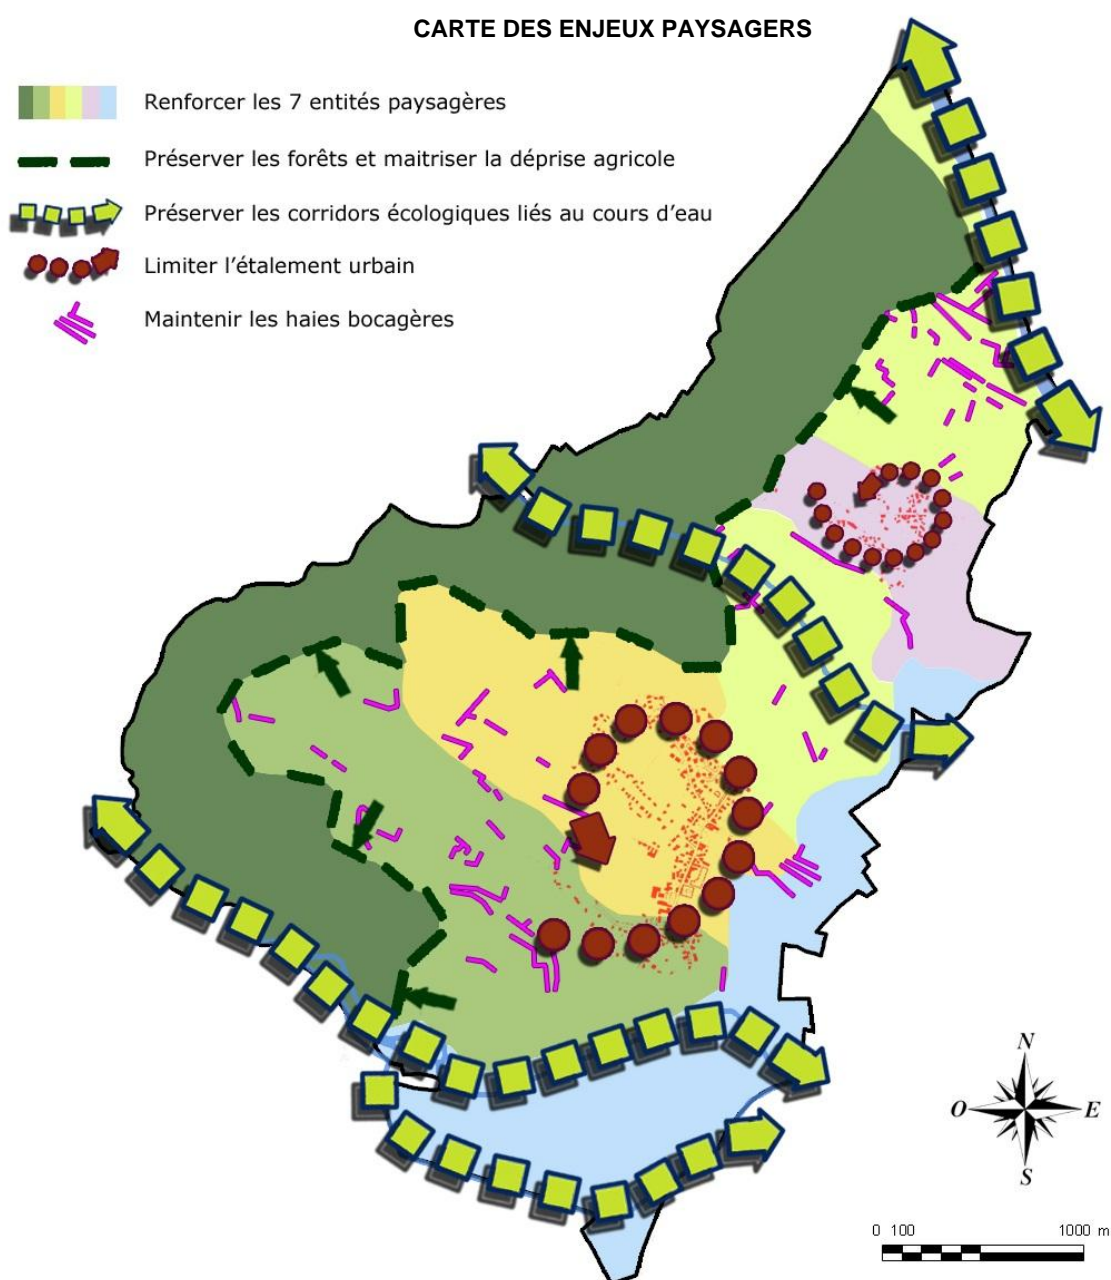 CARTE DES ENJEUX PAYSAGERS
Renforcer les 7 entités paysagères
Préserver les forêts et maitriser la déprise agricole
Préserver les corridors écologiques liés au cours d'eau
Limiter l'étalement urbain
Maintenir les haies bocagères
N
O E
S
0 100 1000 m